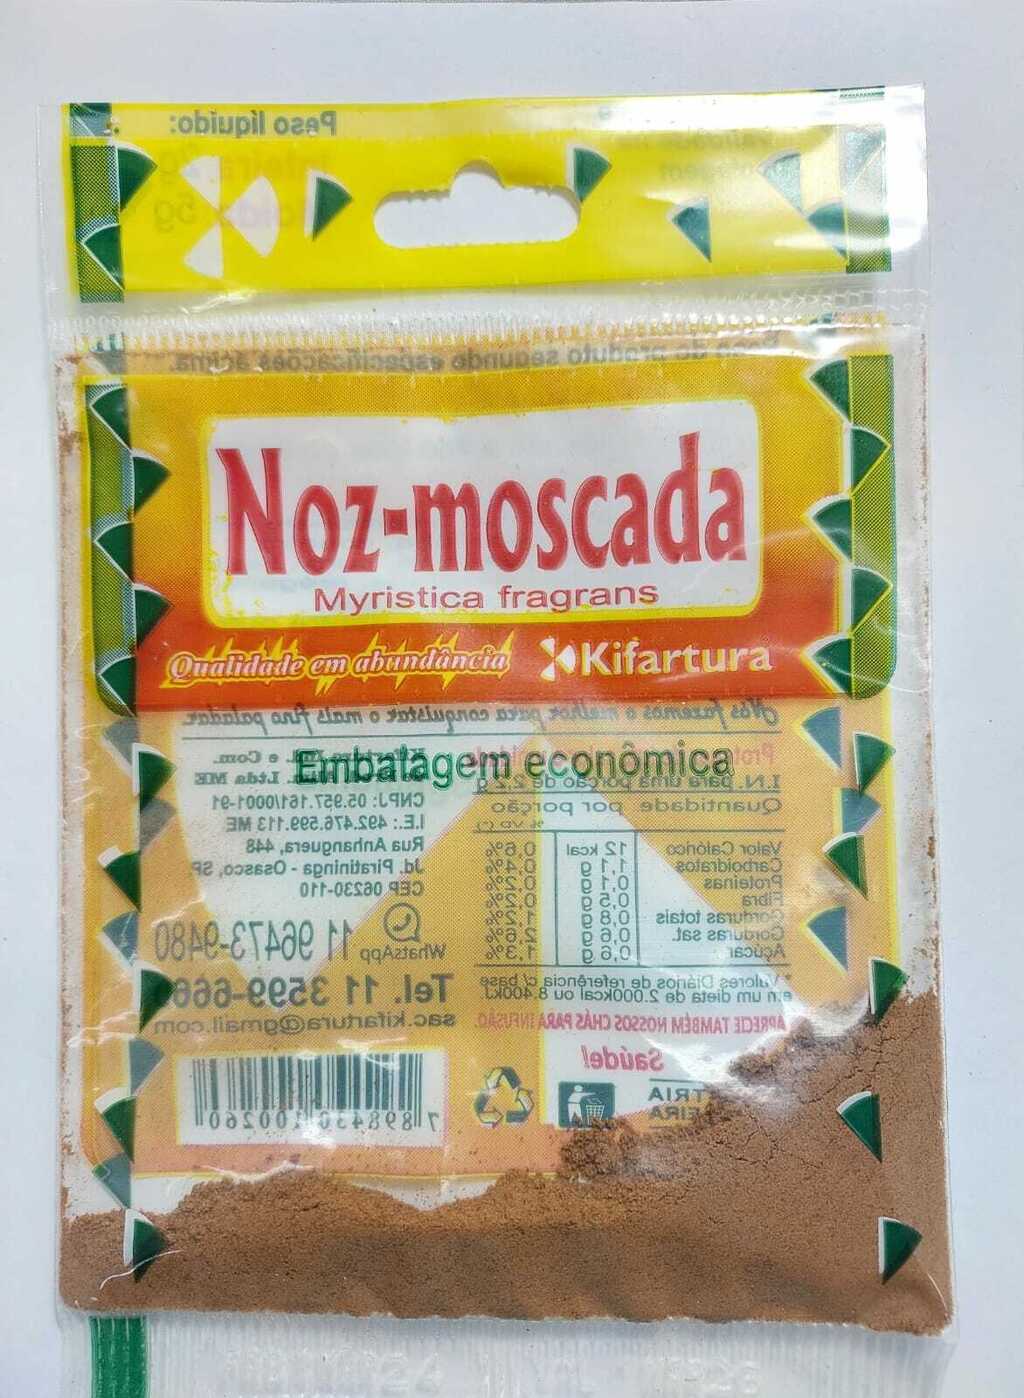 Peso líquido:
Noz-moscada
Myristica fragrans
Qualidade em abundância
Kifartura
Nós fazemos o melhor para conquistar o mais fino paladar
Embalagem econômica
CNPJ: 05.957.161/0001-91
I.E.: 492.476.599.113 ME
Rua Anhanguera, 448
Jd. Piratininga - Osasco, SP
CEP 06230-110
WhatsApp 11 96473-9480
Tel. 11 3599-666
sac.kifartura@gmail.com
I.N. para uma porção de 2,2 g
Quantidade por porção
% VD (*)
Valor Calórico 12 kcal 0,6%
Carboidratos 1,1 g 0,4%
Proteínas 0,1 g 0,2%
Fibra 0,5 g 0,2%
Gorduras totais 0,8 g 1,2%
Gorduras sat. 0,6 g 2,6%
Açúcar 0,6 g 1,3%
*Valores Diários de referência c/ base
em um dieta de 2.000kcal ou 8.400kJ
APRECIE TAMBÉM NOSSOS CHÁS PARA INFUSÃO.
Saúde!